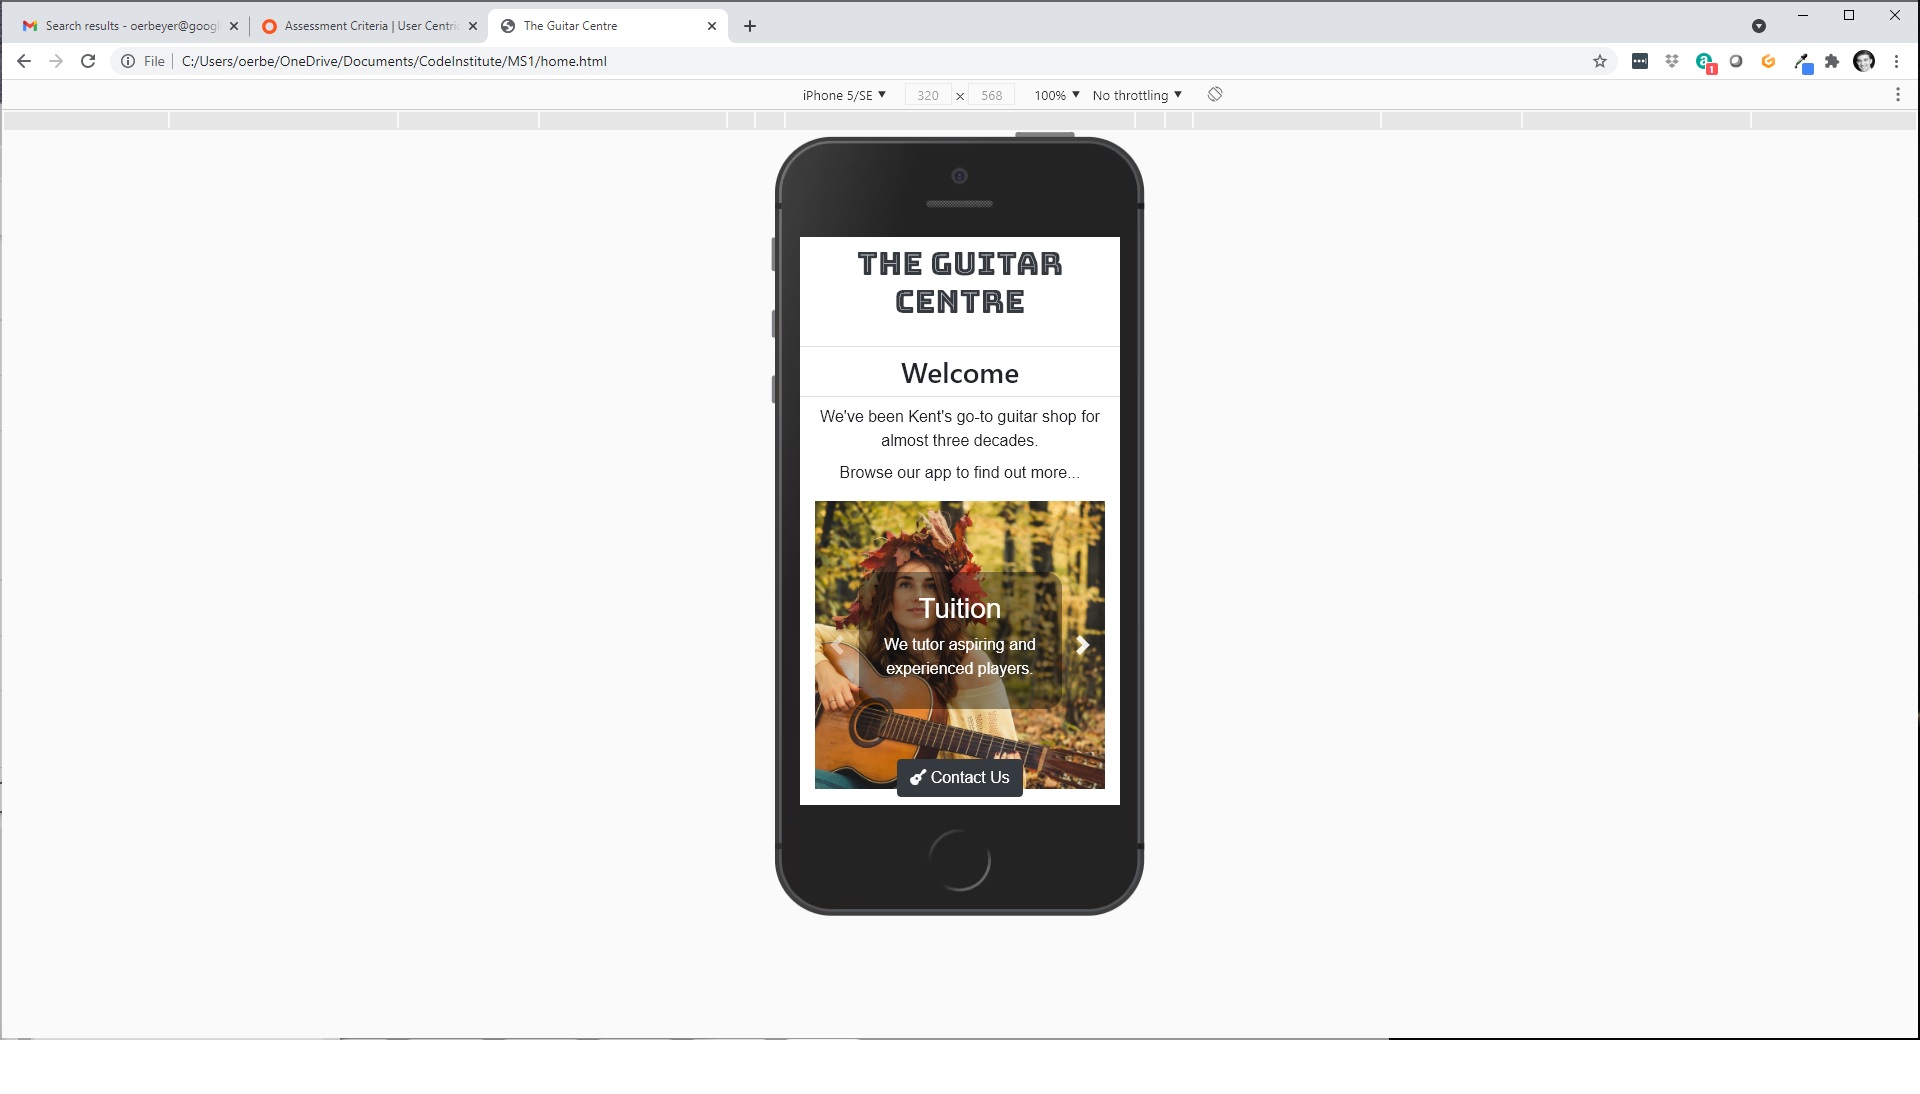 Search results - oerbeyer@goog
Assessment Criteria | User Centri
The Guitar Centre
File
C:/Users/oerbe/OneDrive/Documents/CodeInstitute/MS1/home.html
1
iPhone 5/SE ▼
320 × 568
100% ▼
No throttling ▼
THE GUITAR
CENTRE
Welcome
We've been Kent's go-to guitar shop for
almost three decades.
Browse our app to find out more...
Tuition
We tutor aspiring and
experienced players.
Contact Us